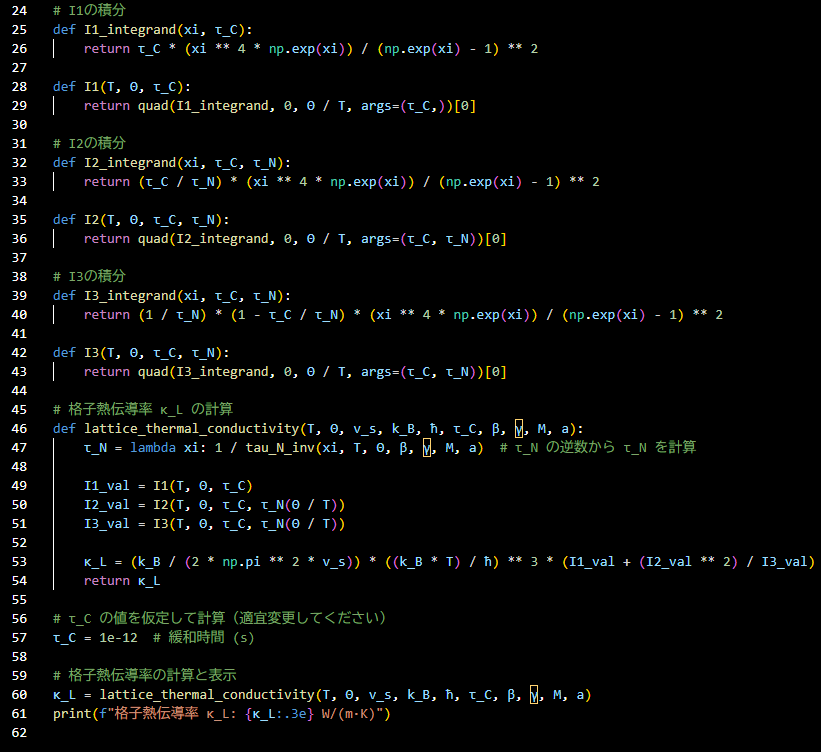 24 # I1の積分
25 def I1_integrand(xi, τ_C):
26     return τ_C * (xi ** 4 * np.exp(xi)) / (np.exp(xi) - 1) ** 2
27
28 def I1(T, Θ, τ_C):
29     return quad(I1_integrand, 0, Θ / T, args=(τ_C,))[0]
30
31 # I2の積分
32 def I2_integrand(xi, τ_C, τ_N):
33     return (τ_C / τ_N) * (xi ** 4 * np.exp(xi)) / (np.exp(xi) - 1) ** 2
34
35 def I2(T, Θ, τ_C, τ_N):
36     return quad(I2_integrand, 0, Θ / T, args=(τ_C, τ_N))[0]
37
38 # I3の積分
39 def I3_integrand(xi, τ_C, τ_N):
40     return (1 / τ_N) * (1 - τ_C / τ_N) * (xi ** 4 * np.exp(xi)) / (np.exp(xi) - 1) ** 2
41
42 def I3(T, Θ, τ_C, τ_N):
43     return quad(I3_integrand, 0, Θ / T, args=(τ_C, τ_N))[0]
44
45 # 格子熱伝導率 κ_L の計算
46 def lattice_thermal_conductivity(T, Θ, v_s, k_B, ħ, τ_C, β, γ, M, a):
47     τ_N = lambda xi: 1 / tau_N_inv(xi, T, Θ, β, γ, M, a)  # τ_N の逆数から τ_N を計算
48
49     I1_val = I1(T, Θ, τ_C)
50     I2_val = I2(T, Θ, τ_C, τ_N(Θ / T))
51     I3_val = I3(T, Θ, τ_C, τ_N(Θ / T))
52
53     κ_L = (k_B / (2 * np.pi ** 2 * v_s)) * ((k_B * T) / ħ) ** 3 * (I1_val + (I2_val ** 2) / I3_val)
54     return κ_L
55
56 # τ_C の値を仮定して計算（適宜変更してください）
57 τ_C = 1e-12  # 緩和時間 (s)
58
59 # 格子熱伝導率の計算と表示
60 κ_L = lattice_thermal_conductivity(T, Θ, v_s, k_B, ħ, τ_C, β, γ, M, a)
61 print(f"格子熱伝導率 κ_L: {κ_L:.3e} W/(m·K)")
62